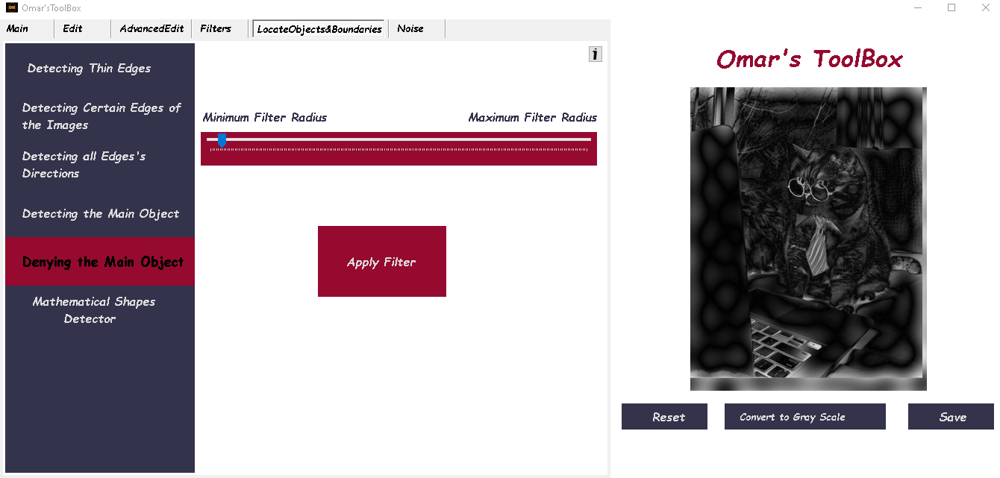 Omar'sToolBox
Main
Edit
AdvancedEdit
Filters
LocateObjects&Boundaries
Noise
Detecting Thin Edges
Detecting Certain Edges of
the Images
Detecting all Edges's
Directions
Detecting the Main Object
Denying the Main Object
Mathematical Shapes
Detector
i
Minimum Filter Radius
Maximum Filter Radius
Apply Filter
Omar's ToolBox
Reset
Convert to Gray Scale
Save